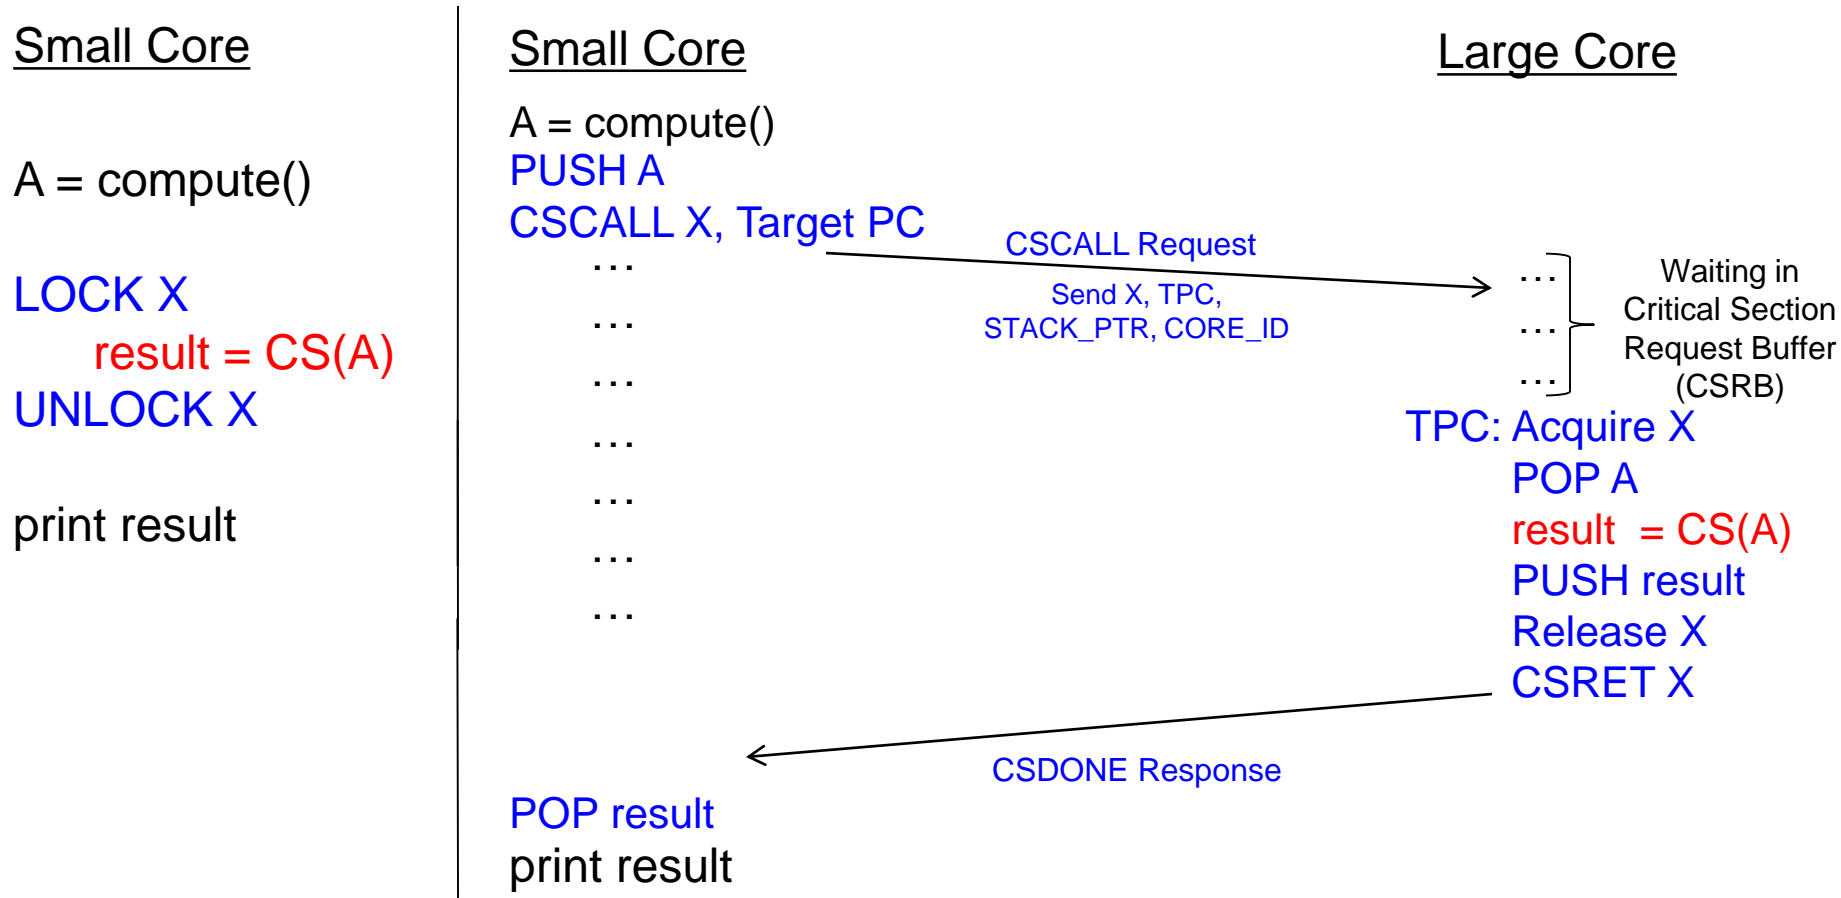 Small Core
A = compute()
LOCK X
result = CS(A)
UNLOCK X
print result
Small Core
A = compute()
PUSH A
CSCALL X, Target PC
...
...
...
...
...
...
...
POP result
print result
CSCALL Request
Send X, TPC,
STACK_PTR, CORE_ID
CSDONE Response
Large Core
...
...
...
Waiting in
Critical Section
Request Buffer
(CSRB)
TPC: Acquire X
POP A
result = CS(A)
PUSH result
Release X
CSRET X